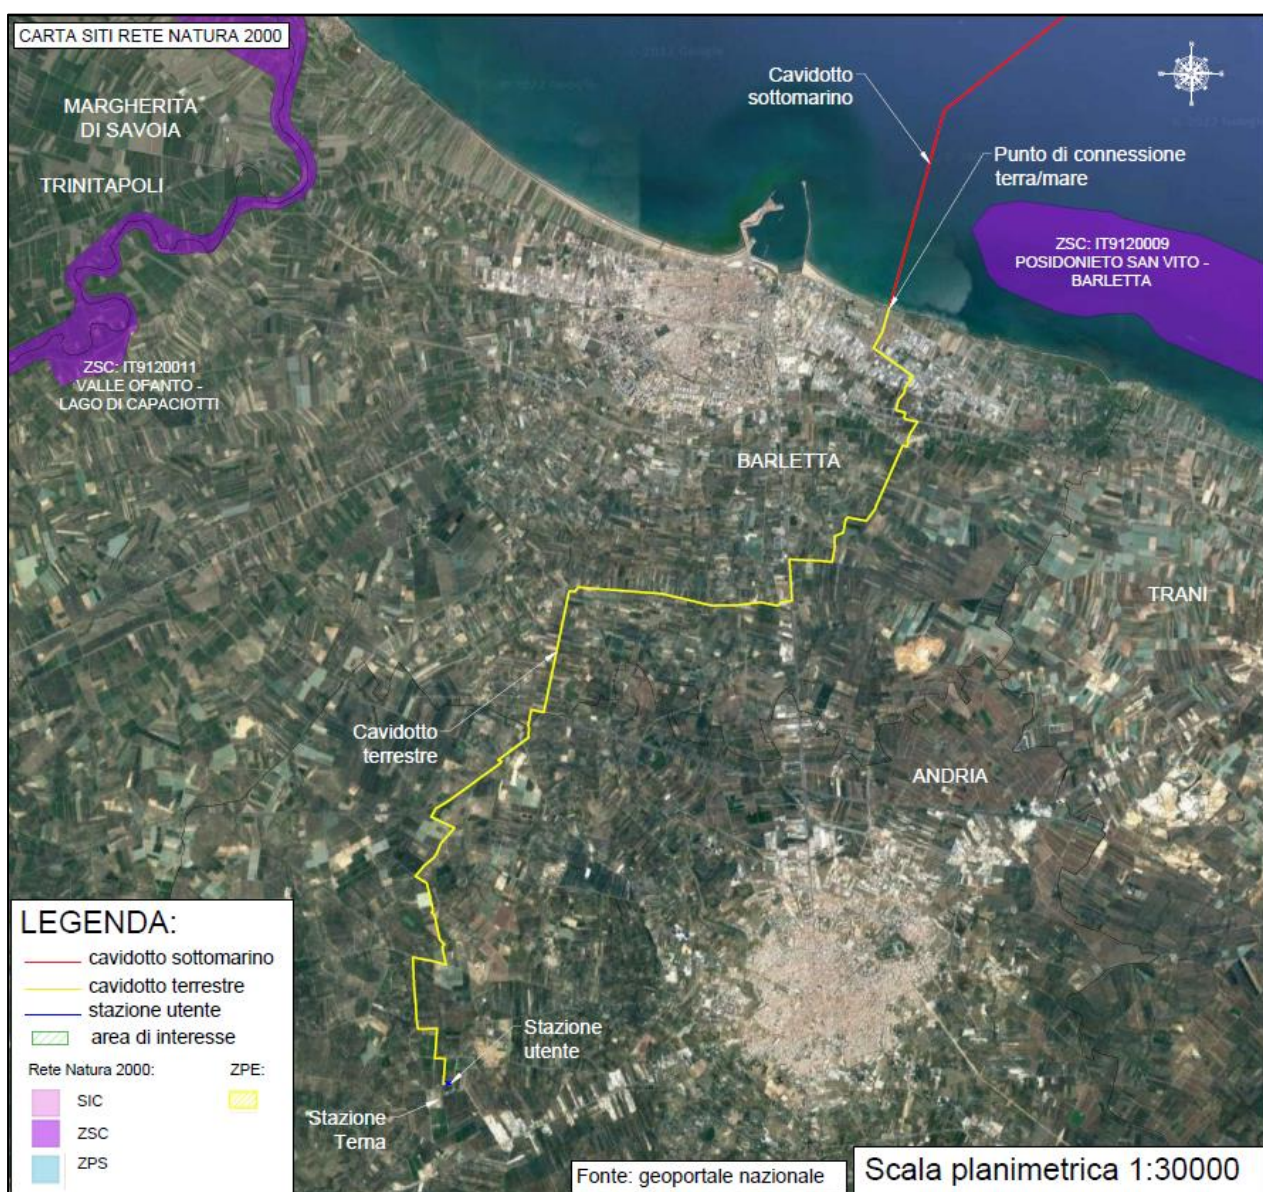 CARTA SITI RETE NATURA 2000
MARGHERITA
DI SAVOIA
TRINITAPOLI
Cavidotto
sottomarino
Punto di connessione
terra/mare
ZSC: IT9120009
POSIDONIETO SAN VITO -
BARLETTA
ZSC: IT9120011
VALLE OFANTO -
LAGO DI CAPACIOTTI
BARLETTA
TRANI
Cavidotto
terrestre
ANDRIA
LEGENDA:
cavidotto sottomarino
cavidotto terrestre
stazione utente
area di interesse
Rete Natura 2000:
ZPE:
SIC
ZSC
ZPS
Stazione
utente
Stazione
Terna
Fonte: geoportale nazionale
Scala planimetrica 1:30000